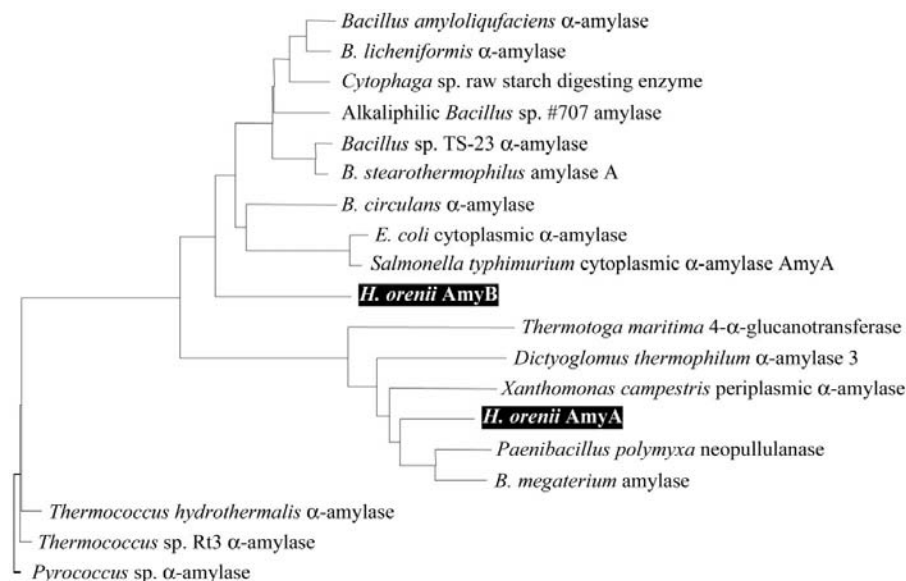 Bacillus amyloliqufaciens α-amylase
B. licheniformis α-amylase
Cytophaga sp. raw starch digesting enzyme
Alkaliphilic Bacillus sp. #707 amylase
Bacillus sp. TS-23 α-amylase
B. stearothermophilus amylase A
B. circulans α-amylase
E. coli cytoplasmic α-amylase
Salmonella typhimurium cytoplasmic α-amylase AmyA
H. orenii AmyB
Thermotoga maritima 4-α-glucanotransferase
Dictyoglomus thermophilum α-amylase 3
Xanthomonas campestris periplasmic α-amylase
H. orenii AmyA
Paenibacillus polymyxa neopullulanase
B. megaterium amylase
Thermococcus hydrothermalis α-amylase
Thermococcus sp. Rt3 α-amylase
Pyrococcus sp. α-amylase